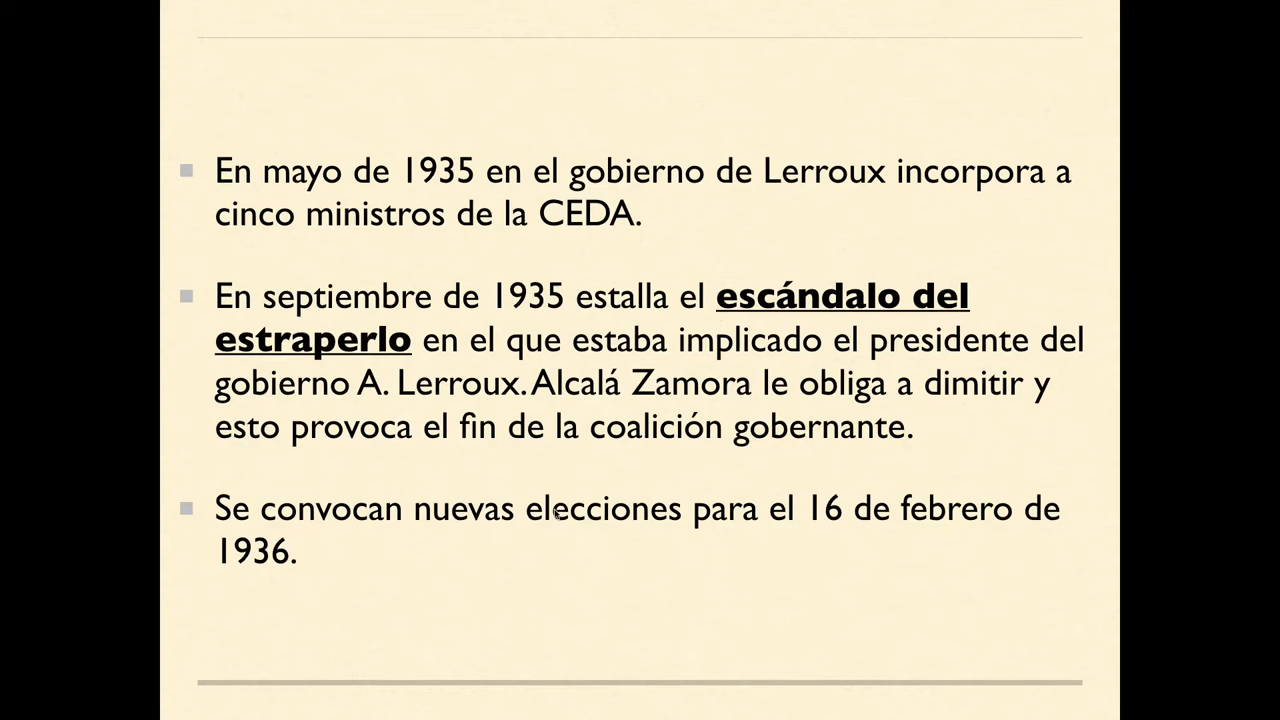 En mayo de 1935 en el gobierno de Lerroux incorpora a
cinco ministros de la CEDA.
En septiembre de 1935 estalla el escándalo del
estraperlo en el que estaba implicado el presidente del
gobierno A. Lerroux. Alcalá Zamora le obliga a dimitir y
esto provoca el fin de la coalición gobernante.
Se convocan nuevas elecciones para el 16 de febrero de
1936.